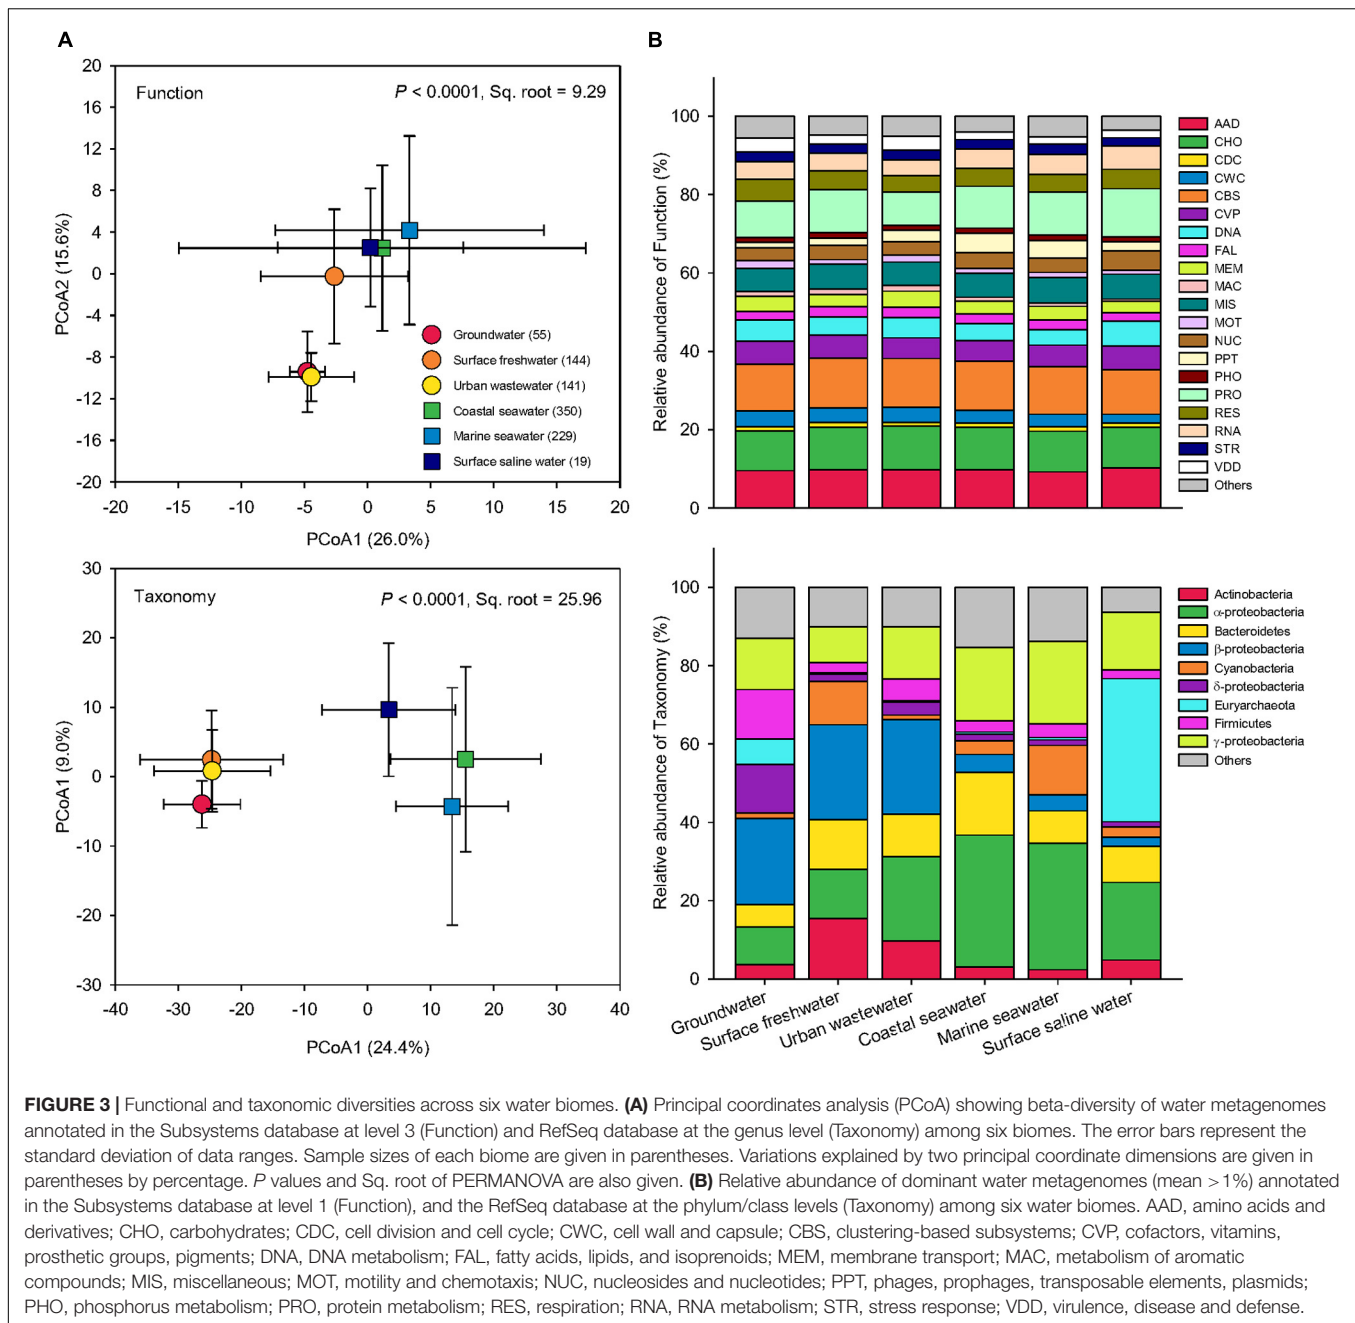 A
20
16
12
8
4
0
-4
-8
-12
-16
-20
PCoA2 (15.6%)
Function
P < 0.0001, Sq. root = 9.29
Groundwater (55)
Surface freshwater (144)
Urban wastewater (141)
Coastal seawater (350)
Marine seawater (229)
Surface saline water (19)
-20 -15 -10 -5 0 5 10 15 20
PCoA1 (26.0%)
30
20
10
0
-10
-20
-30
PCoA1 (9.0%)
Taxonomy
P < 0.0001, Sq. root = 25.96
-40 -30 -20 -10 0 10 20 30 40
PCoA1 (24.4%)
B
100
80
60
40
20
0
Relative abundance of Function (%)
AAD
CHO
CDC
CWC
CBS
CVP
DNA
FAL
MEM
MAC
MIS
MOT
NUC
PPT
PHO
PRO
RES
RNA
STR
VDD
Others
100
80
60
40
20
0
Relative abundance of Taxonomy (%)
Actinobacteria
α-proteobacteria
Bacteroidetes
β-proteobacteria
Cyanobacteria
δ-proteobacteria
Euryarchaeota
Firmicutes
γ-proteobacteria
Others
Groundwater
Surface freshwater
Urban wastewater
Coastal seawater
Marine seawater
Surface saline water
FIGURE 3 | Functional and taxonomic diversities across six water biomes. (A) Principal coordinates analysis (PCoA) showing beta-diversity of water metagenomes
annotated in the Subsystems database at level 3 (Function) and RefSeq database at the genus level (Taxonomy) among six biomes. The error bars represent the
standard deviation of data ranges. Sample sizes of each biome are given in parentheses. Variations explained by two principal coordinate dimensions are given in
parentheses by percentage. P values and Sq. root of PERMANOVA are also given. (B) Relative abundance of dominant water metagenomes (mean >1%) annotated
in the Subsystems database at level 1 (Function), and the RefSeq database at the phylum/class levels (Taxonomy) among six water biomes. AAD, amino acids and
derivatives; CHO, carbohydrates; CDC, cell division and cell cycle; CWC, cell wall and capsule; CBS, clustering-based subsystems; CVP, cofactors, vitamins,
prosthetic groups, pigments; DNA, DNA metabolism; FAL, fatty acids, lipids, and isoprenoids; MEM, membrane transport; MAC, metabolism of aromatic
compounds; MIS, miscellaneous; MOT, motility and chemotaxis; NUC, nucleosides and nucleotides; PPT, phages, prophages, transposable elements, plasmids;
PHO, phosphorus metabolism; PRO, protein metabolism; RES, respiration; RNA, RNA metabolism; STR, stress response; VDD, virulence, disease and defense.